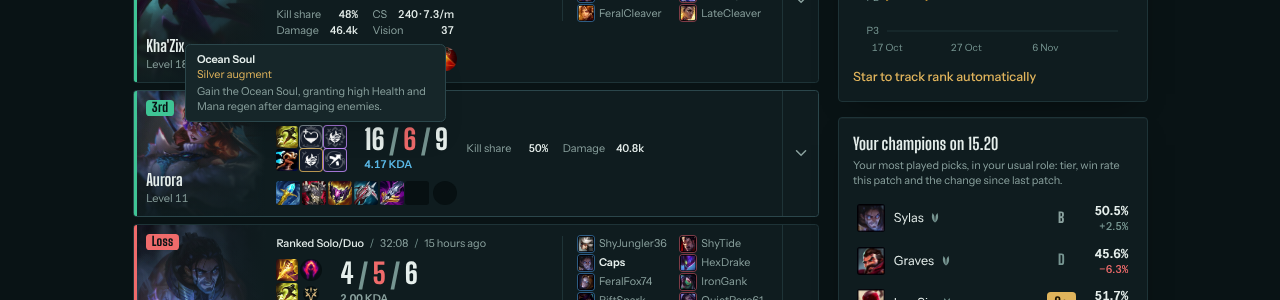 Kill share 48% CS 240·7.3/m
Damage 46.4k Vision 37
FeralCleaver LateCleaver
Kha'Zix
Level 18
Ocean Soul
Silver augment
Gain the Ocean Soul, granting high Health and
Mana regen after damaging enemies.
3rd
16 / 6 / 9
4.17 KDA
Kill share 50% Damage 40.8k
Aurora
Level 11
Loss
Ranked Solo/Duo / 32:08 / 15 hours ago
4 / 5 / 6
2.00 KDA
ShyJungler36 ShyTide
Caps HexDrake
FeralFox74 IronGank
P3
17 Oct 27 Oct 6 Nov
Star to track rank automatically
Your champions on 15.20
Your most played picks, in your usual role: tier, win rate
this patch and the change since last patch.
Sylas B 50.5%
+2.5%
Graves D 45.6%
−6.3%
51.7%